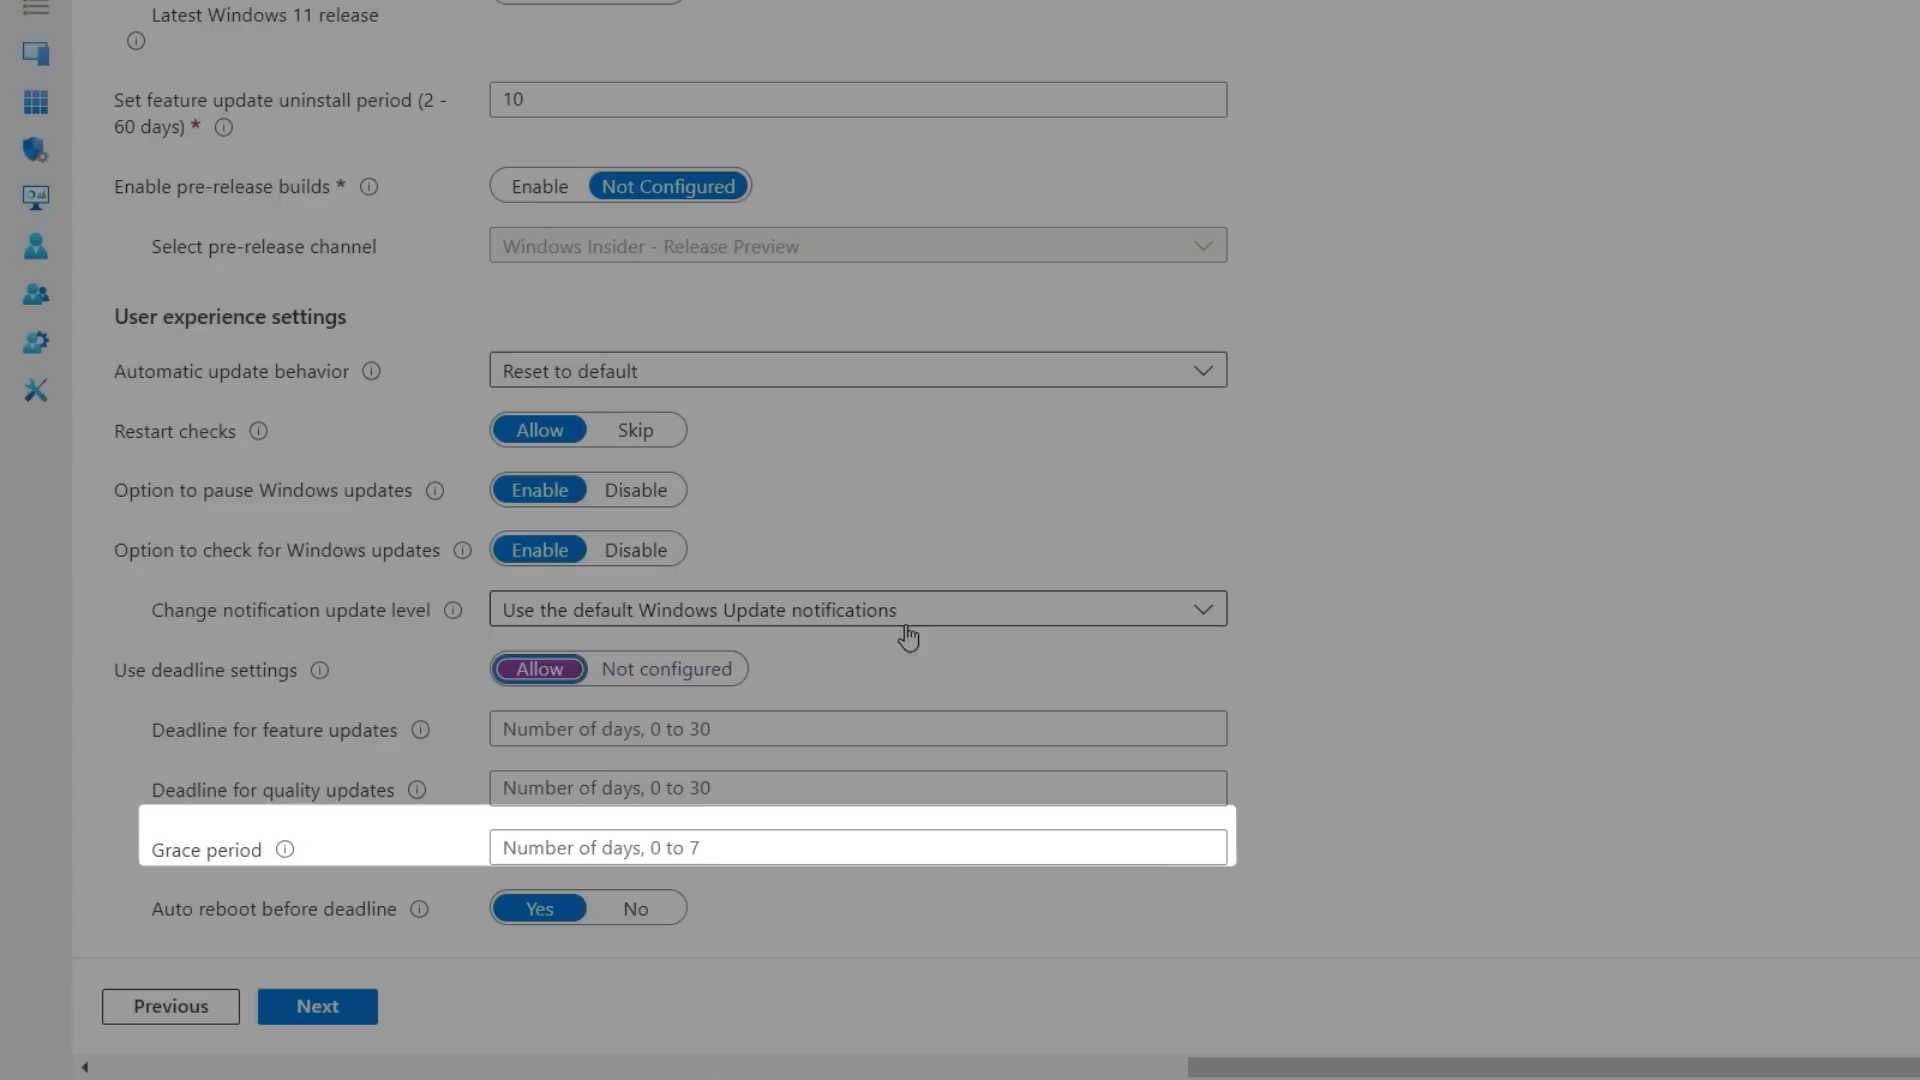 Latest Windows 11 release
Set feature update uninstall period (2 -
60 days) *
10
Enable pre-release builds *
Enable
Not Configured
Select pre-release channel
Windows Insider - Release Preview
User experience settings
Automatic update behavior
Reset to default
Restart checks
Allow
Skip
Option to pause Windows updates
Enable
Disable
Option to check for Windows updates
Enable
Disable
Change notification update level
Use the default Windows Update notifications
Use deadline settings
Allow
Not configured
Deadline for feature updates
Number of days, 0 to 30
Deadline for quality updates
Number of days, 0 to 30
Grace period
Number of days, 0 to 7
Auto reboot before deadline
Yes
No
Previous
Next